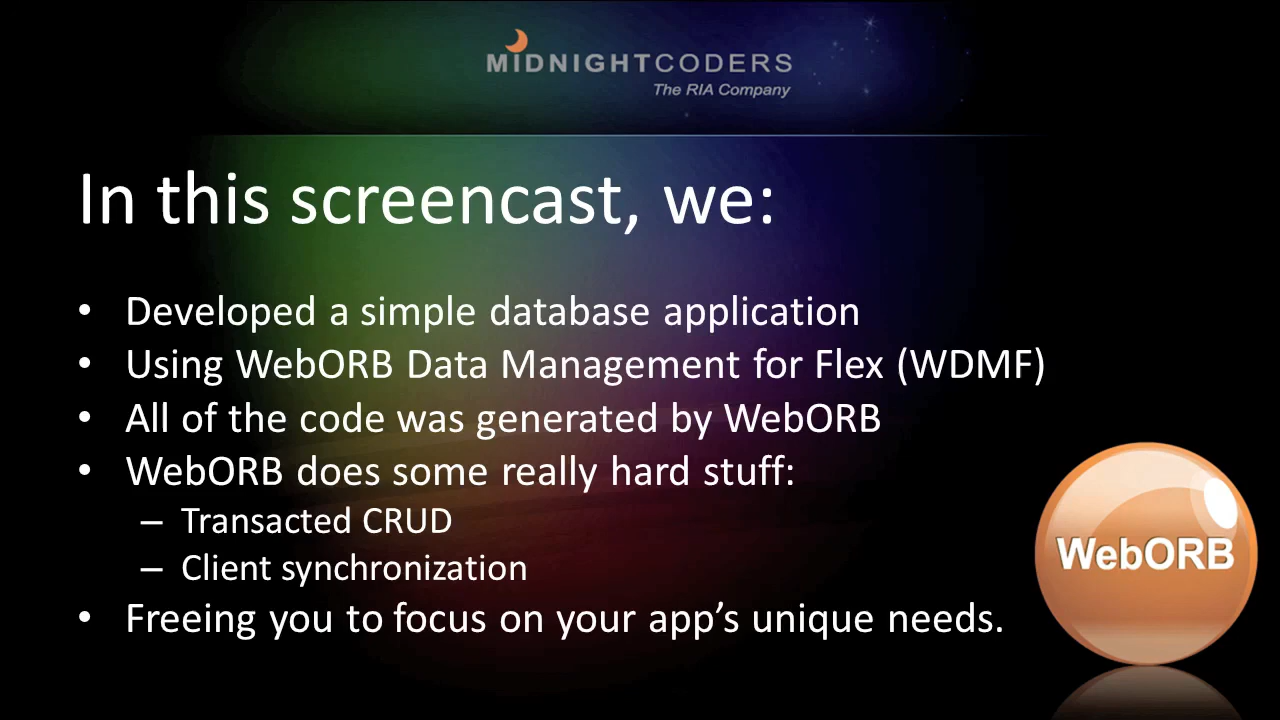 MIDNIGHTCODERS
The RIA Company
In this screencast, we:
• Developed a simple database application
• Using WebORB Data Management for Flex (WDMF)
• All of the code was generated by WebORB
• WebORB does some really hard stuff:
– Transacted CRUD
– Client synchronization
• Freeing you to focus on your app’s unique needs.
WebORB